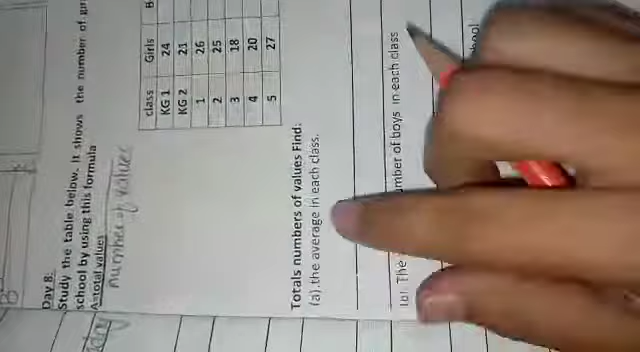 Day 8:
Study the table below. It shows the number of
school by using this formula
A=total values
number of values
class Girls B
KG 1 24
KG 2 21
1 26
2 25
3 18
4 20
5 27
Totals numbers of values Find:
(a).the average in each class.
(b). The mber of boys in each class